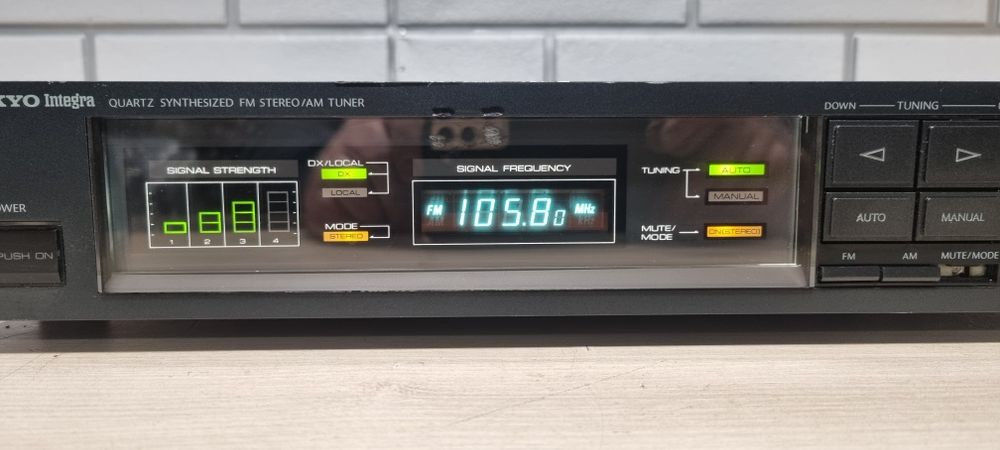 KYO Integra QUARTZ SYNTHESIZED FM STEREO/AM TUNER
DOWN TUNING
SIGNAL STRENGTH
1 2 3 4
DX/LOCAL
DX
LOCAL
MODE
STEREO
SIGNAL FREQUENCY
FM 105.80 MHz
AM kHz
TUNING
AUTO
MANUAL
MUTE/
MODE
ON(STEREO)
AUTO MANUAL
FM AM MUTE/MODE
OWER
PUSH ON